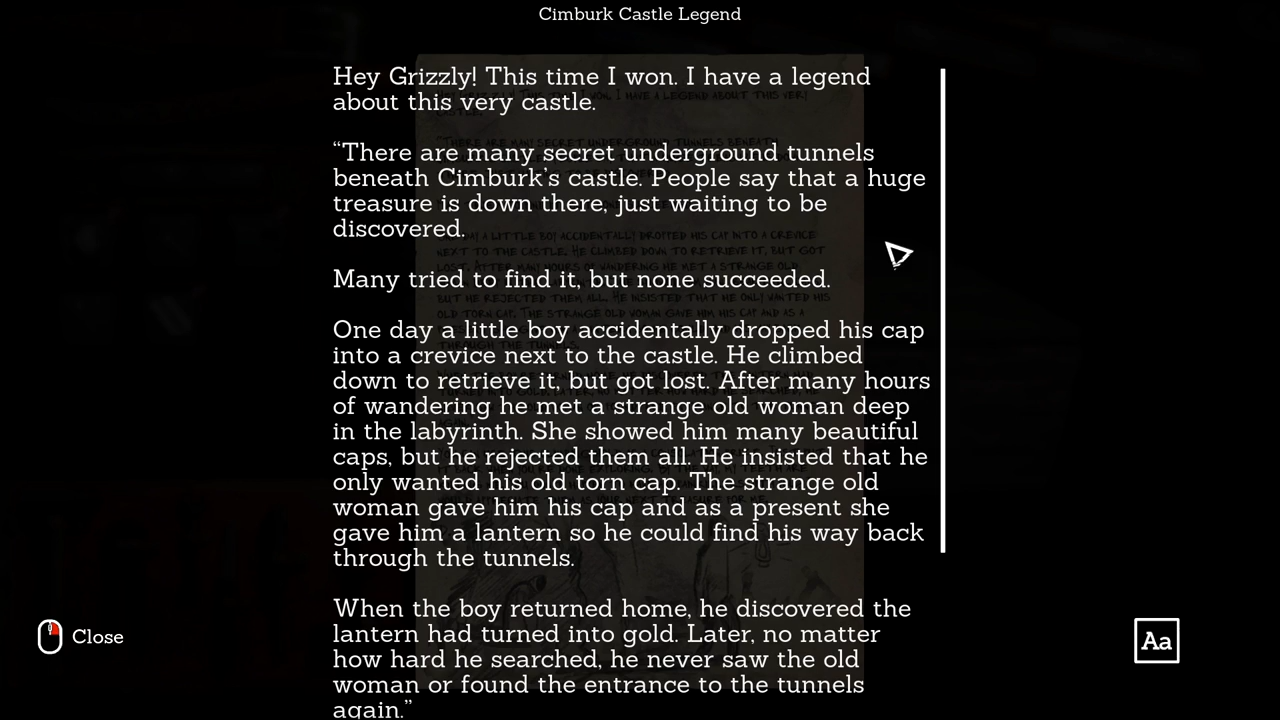 Cimburk Castle Legend
Hey Grizzly! This time I won. I have a legend
about this very castle.
“There are many secret underground tunnels
beneath Cimburk’s castle. People say that a huge
treasure is down there, just waiting to be
discovered.
Many tried to find it, but none succeeded.
One day a little boy accidentally dropped his cap
into a crevice next to the castle. He climbed
down to retrieve it, but got lost. After many hours
of wandering he met a strange old woman deep
in the labyrinth. She showed him many beautiful
caps, but he rejected them all. He insisted that he
only wanted his old torn cap. The strange old
woman gave him his cap and as a present she
gave him a lantern so he could find his way back
through the tunnels.
When the boy returned home, he discovered the
lantern had turned into gold. Later, no matter
how hard he searched, he never saw the old
woman or found the entrance to the tunnels
again.”
Close
Aa